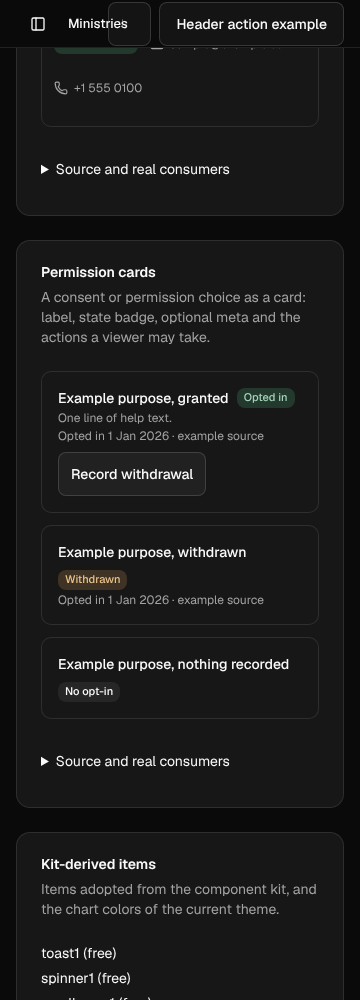 Ministries
Header action example
+1 555 0100
▶ Source and real consumers
Permission cards
A consent or permission choice as a card:
label, state badge, optional meta and the
actions a viewer may take.
Example purpose, granted Opted in
One line of help text.
Opted in 1 Jan 2026 · example source
Record withdrawal
Example purpose, withdrawn
Withdrawn
Opted in 1 Jan 2026 · example source
Example purpose, nothing recorded
No opt-in
▶ Source and real consumers
Kit-derived items
Items adopted from the component kit, and
the chart colors of the current theme.
toast1 (free)
spinner1 (free)